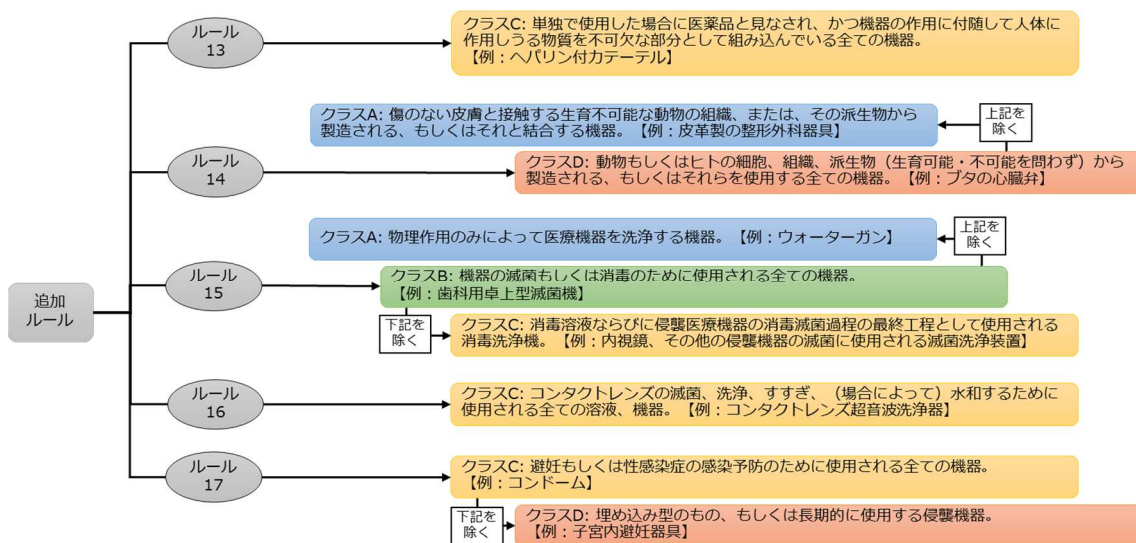 ルール
13
クラスC: 単独で使用した場合に医薬品と見なされ、かつ機器の作用に付随して人体に
作用しうる物質を不可欠な部分として組み込んでいる全ての機器。
【例：ヘパリン付カテーテル】
クラスA: 傷のない皮膚と接触する生育不可能な動物の組織、または、その派生物から
製造される、もしくはそれと結合する機器。【例：皮革製の整形外科器具】
上記を
除く
ルール
14
クラスD: 動物もしくはヒトの細胞、組織、派生物（生育可能・不可能を問わず）から
製造される、もしくはそれらを使用する全ての機器。【例：ブタの心臓弁】
クラスA: 物理作用のみによって医療機器を洗浄する機器。【例：ウォーターガン】
上記を
除く
追加
ルール
ルール
15
クラスB: 機器の滅菌もしくは消毒のために使用される全ての機器。
【例：歯科用卓上型滅菌機】
下記を
除く
クラスC: 消毒溶液ならびに侵襲医療機器の消毒滅菌過程の最終工程として使用される
消毒洗浄機。【例：内視鏡、その他の侵襲機器の滅菌に使用される滅菌洗浄装置】
ルール
16
クラスC: コンタクトレンズの滅菌、洗浄、すすぎ、（場合によって）水和するために
使用される全ての溶液、機器。【例：コンタクトレンズ超音波洗浄器】
ルール
17
クラスC: 避妊もしくは性感染症の感染予防のために使用される全ての機器。
【例：コンドーム】
下記を
除く
クラスD: 埋め込み型のもの、もしくは長期的に使用する侵襲機器。
【例：子宮内避妊器具】